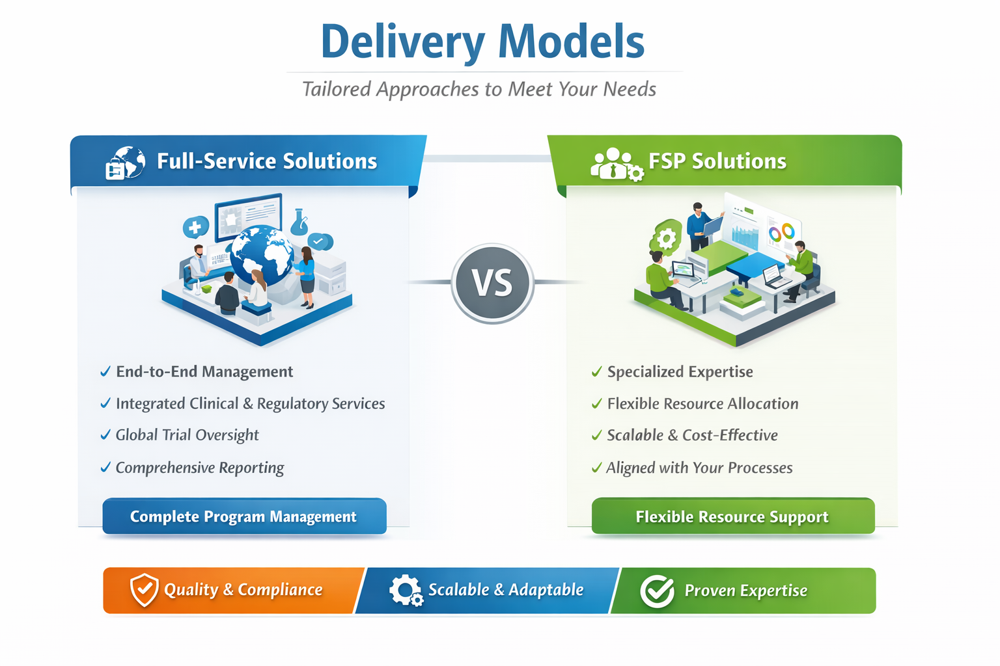 Delivery Models
Tailored Approaches to Meet Your Needs
Full-Service Solutions
End-to-End Management
Integrated Clinical & Regulatory Services
Global Trial Oversight
Comprehensive Reporting
Complete Program Management
VS
FSP Solutions
Specialized Expertise
Flexible Resource Allocation
Scalable & Cost-Effective
Aligned with Your Processes
Flexible Resource Support
Quality & Compliance
Scalable & Adaptable
Proven Expertise